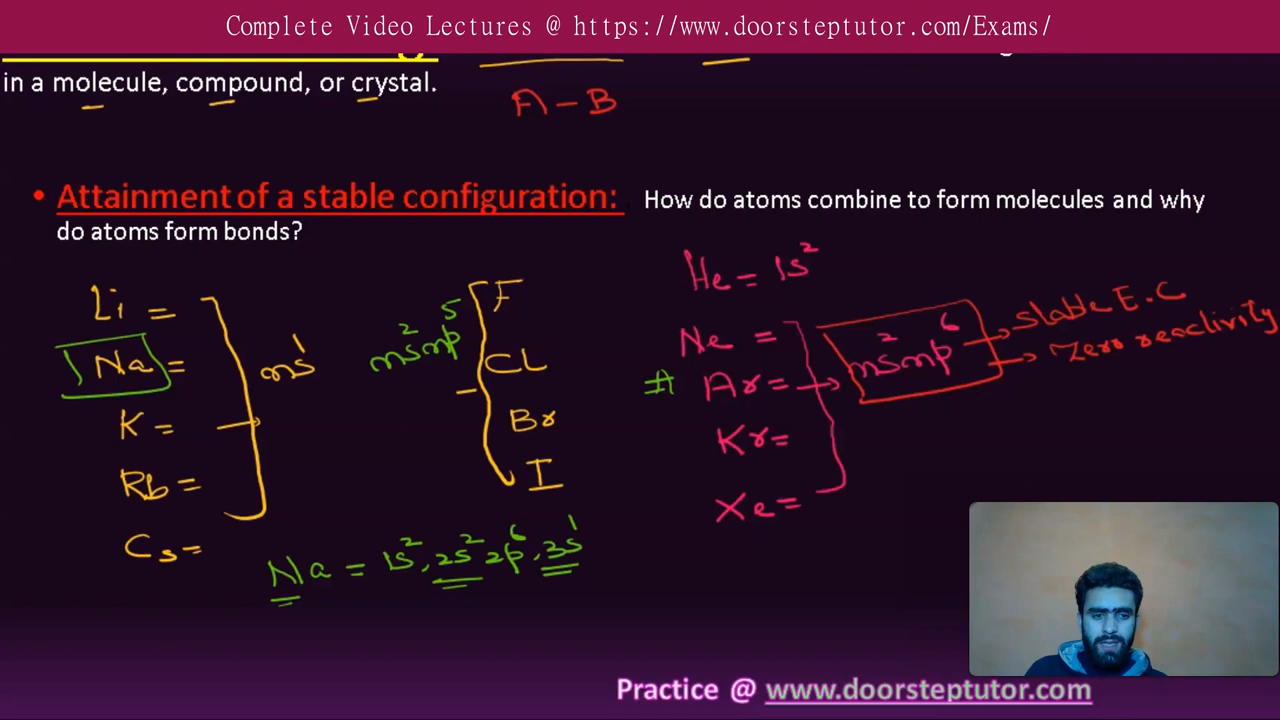 Complete Video Lectures @ https://www.doorsteptutor.com/Exams/
in a molecule, compound, or crystal.
A – B
• Attainment of a stable configuration: How do atoms combine to form molecules and why
do atoms form bonds?
He = 1s²
Li =
Na =
K =
Rb =
Cs =
ns¹
ns²np⁵
F
CL
Br
I
Ne =
Ar =
Kr =
Xe =
ns²np⁶
Stable E.C
Zero reactivity
Na = 1s², 2s² 2p⁶, 3s¹
Practice @ www.doorsteptutor.com